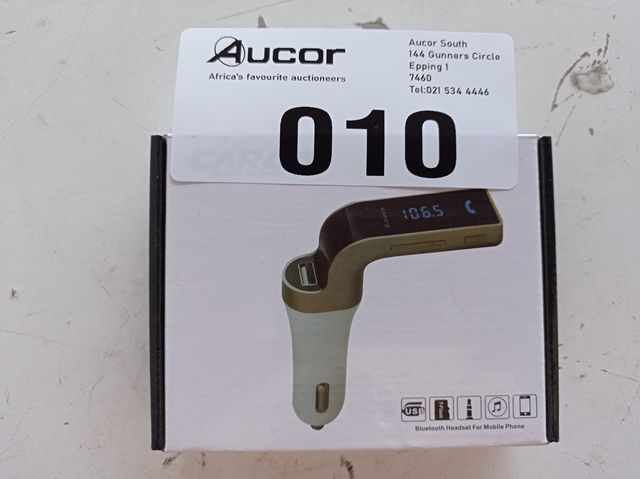 Aucor
Africa's favourite auctioneers
Aucor South
144 Gunners Circle
Epping 1
7460
Tel:021 534 4446
010
106.5
USB
Bluetooth Headset For Mobile Phone